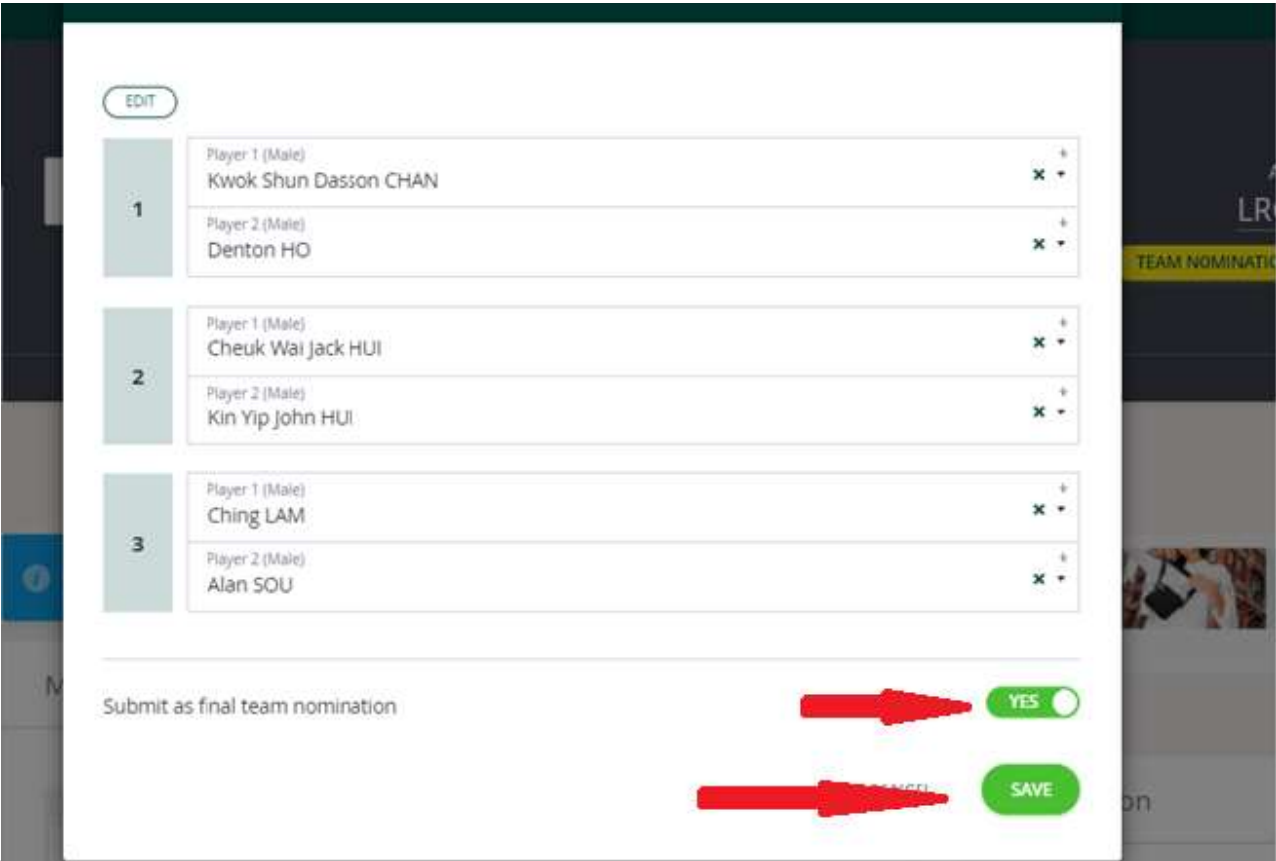 EDIT
1
Player 1 (Male)
Kwok Shun Dasson CHAN
Player 2 (Male)
Denton HO
2
Player 1 (Male)
Cheuk Wai Jack HUI
Player 2 (Male)
Kin Yip John HUI
3
Player 1 (Male)
Ching LAM
Player 2 (Male)
Alan SOU
Submit as final team nomination
YES
SAVE
TEAM NOMINATIO